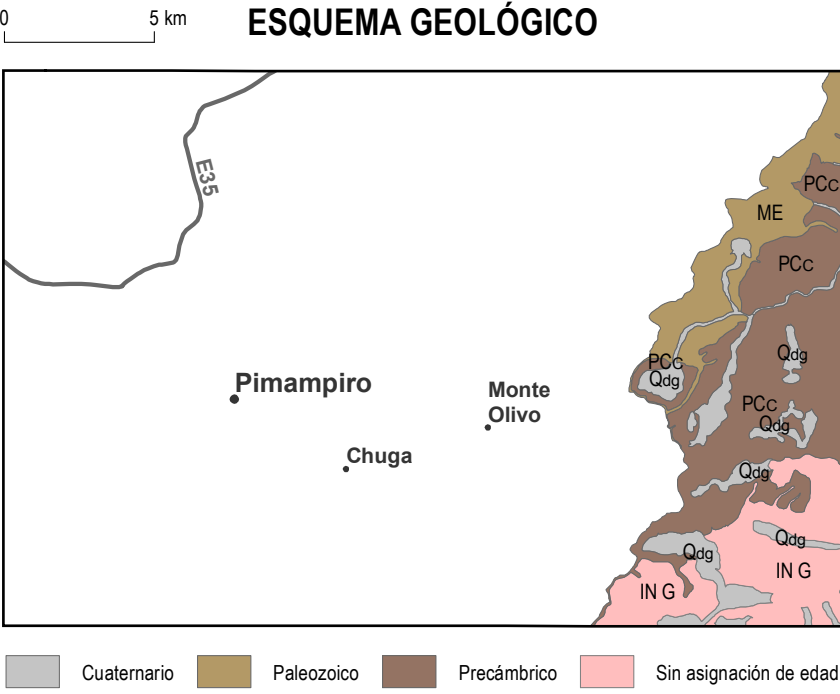 0 5 km
ESQUEMA GEOLÓGICO
E35
PCc
ME
PCc
Qdg
PCc
Qdg
Pimampiro
Monte
Olivo
PCc
Qdg
Chuga
Qdg
Qdg
Qdg
IN G
IN G
Cuaternario Paleozoico Precámbrico Sin asignación de edad